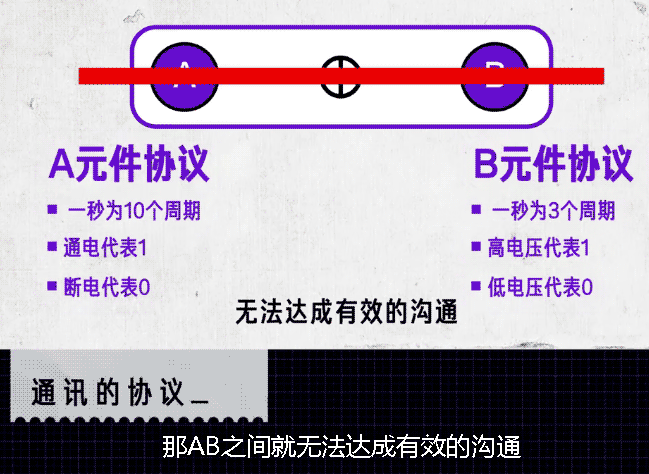 A B
A元件协议
一秒为10个周期
通电代表1
断电代表0
B元件协议
一秒为3个周期
高电压代表1
低电压代表0
无法达成有效的沟通
通讯的协议_
那AB之间就无法达成有效的沟通